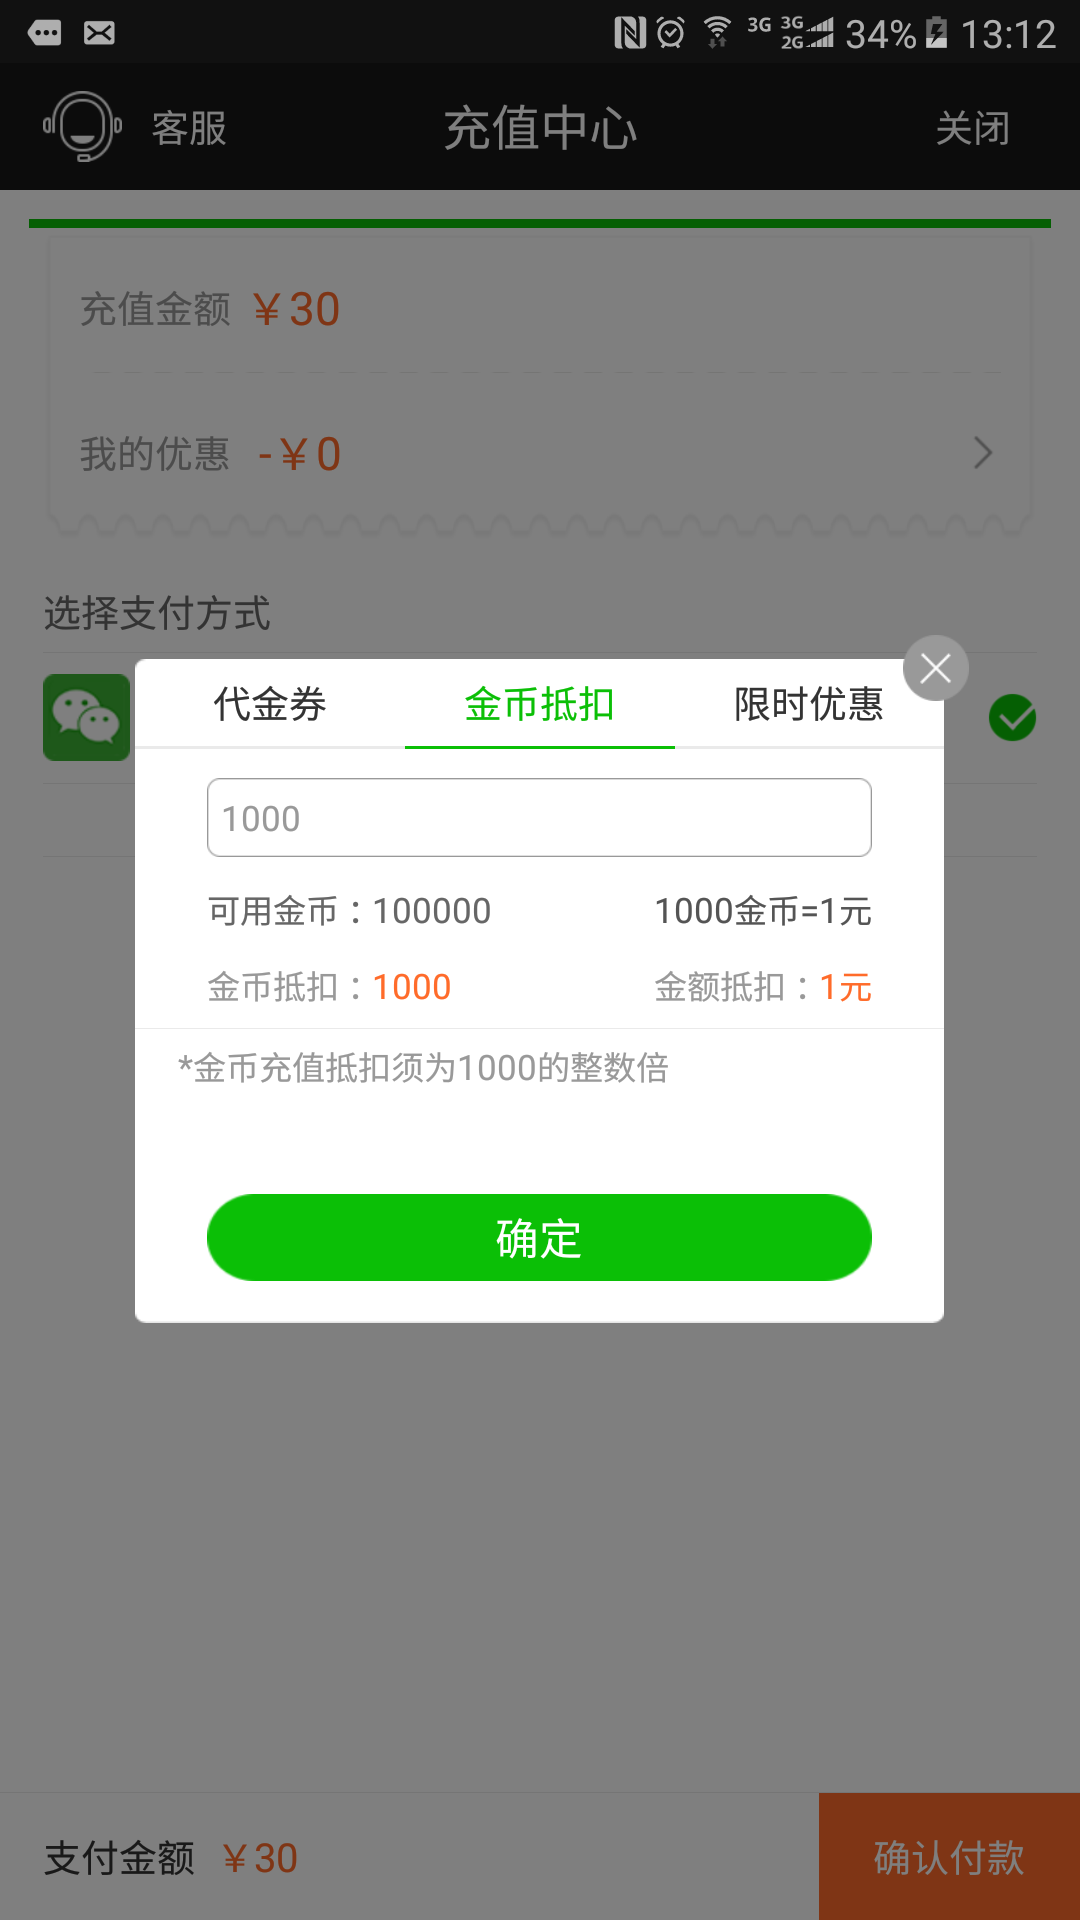 3G 3G 2G 34% 13:12
客服 充值中心 关闭
充值金额 ￥30
我的优惠 -￥0
选择支付方式
代金券 金币抵扣 限时优惠
1000
可用金币：100000 1000金币=1元
金币抵扣：1000 金额抵扣：1元
*金币充值抵扣须为1000的整数倍
确定
支付金额 ￥30 确认付款